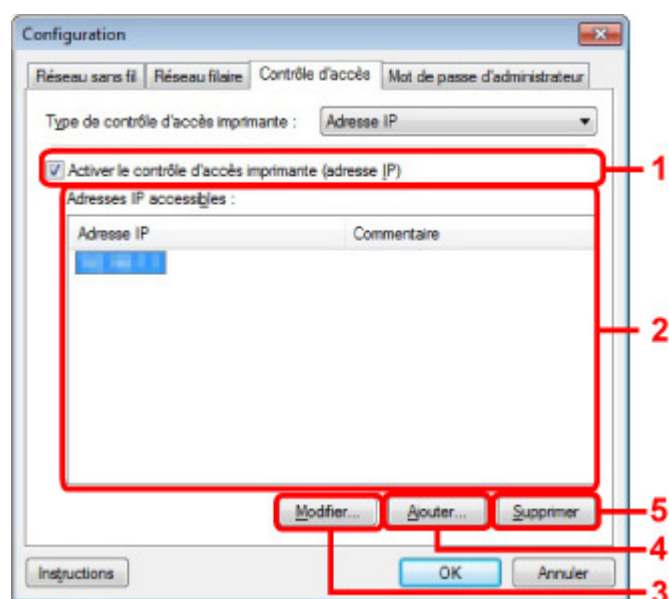 Configuration
Réseau sans fil Réseau filaire Contrôle d'accès Mot de passe d'administrateur
Type de contrôle d'accès imprimante : Adresse IP
Activer le contrôle d'accès imprimante (adresse IP) 1
Adresses IP accessibles :
Adresse IP Commentaire
2
Modifier... Ajouter... Supprimer 5
4
Instructions OK Annuler
3